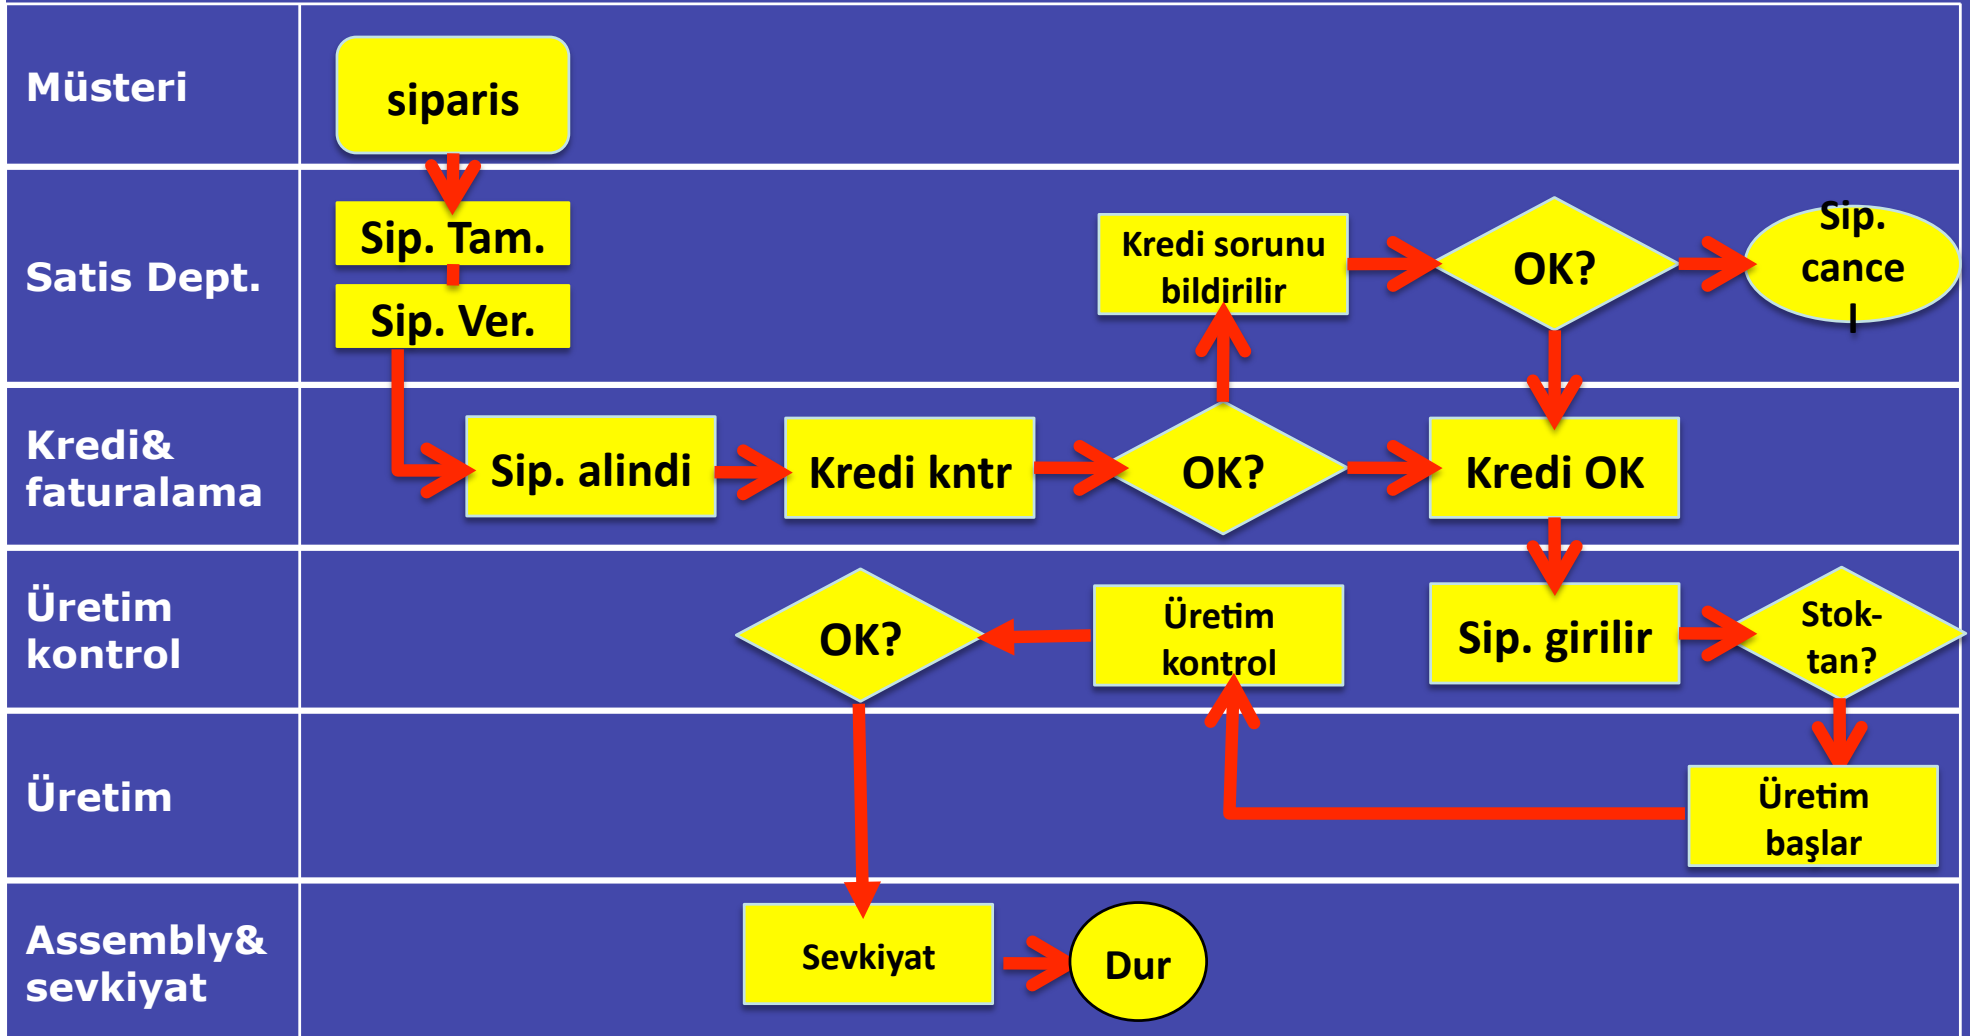 Müsteri
siparis
Satis Dept.
Sip. Tam.
Sip. Ver.
Kredi sorunu
bildirilir
OK?
Sip.
cance
l
Kredi&
faturalama
Sip. alindi
Kredi kntr
OK?
Kredi OK
Üretim
kontrol
OK?
Üretim
kontrol
Sip. girilir
Stok-
tan?
Üretim
Üretim
başlar
Assembly&
sevkiyat
Sevkiyat
Dur